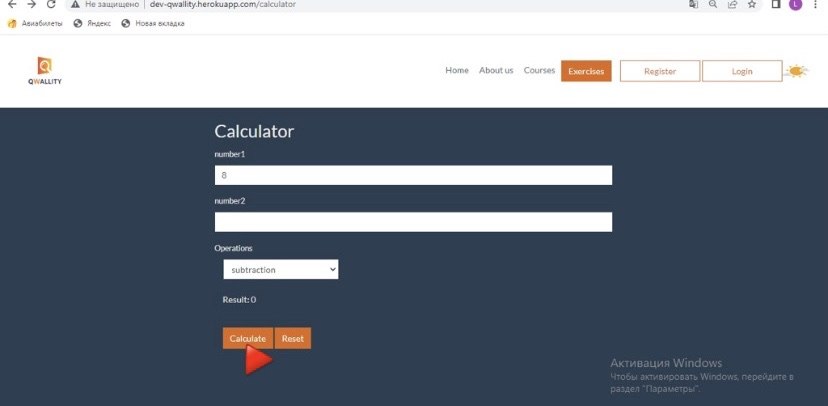 Не защищено | dev-qwallity.herokuapp.com/calculator
Авиабилеты Яндекс Новая вкладка
QWALLITY
Home About us Courses Exercises Register Login
Calculator
number1
8
number2
Operations
subtraction
Result: 0
Calculate Reset
Активация Windows
Чтобы активировать Windows, перейдите в
раздел "Параметры".